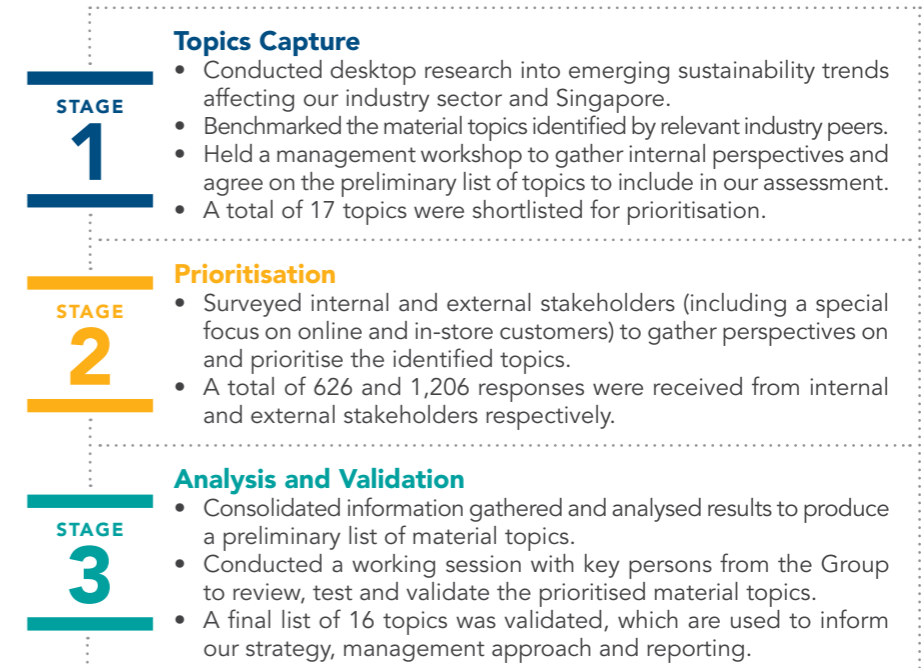 STAGE
1
Topics Capture
• Conducted desktop research into emerging sustainability trends
affecting our industry sector and Singapore.
• Benchmarked the material topics identified by relevant industry peers.
• Held a management workshop to gather internal perspectives and
agree on the preliminary list of topics to include in our assessment.
• A total of 17 topics were shortlisted for prioritisation.
STAGE
2
Prioritisation
• Surveyed internal and external stakeholders (including a special
focus on online and in-store customers) to gather perspectives on
and prioritise the identified topics.
• A total of 626 and 1,206 responses were received from internal
and external stakeholders respectively.
STAGE
3
Analysis and Validation
• Consolidated information gathered and analysed results to produce
a preliminary list of material topics.
• Conducted a working session with key persons from the Group
to review, test and validate the prioritised material topics.
• A final list of 16 topics was validated, which are used to inform
our strategy, management approach and reporting.